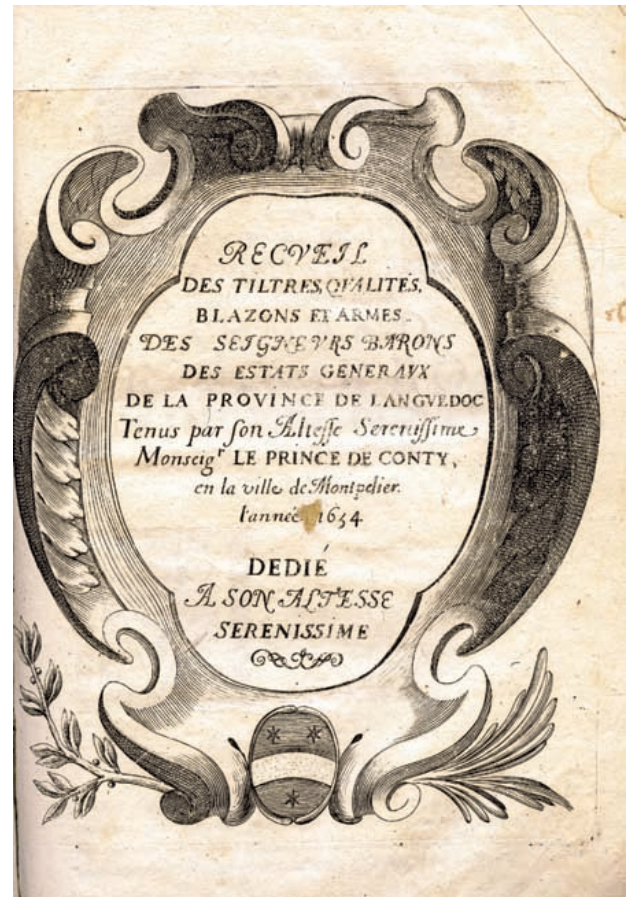 RECVEIL
DES TILTRES, QVALITÉS,
BLAZONS ET ARMES.
DES SEIGNEVRS BARONS
DES ESTATS GENERAVX
DE LA PROVINCE DE LANGVEDOC
Tenus par son Altesse Serenissime
Monseigr LE PRINCE DE CONTY,
en la ville de Montpelier.
l'année 1654
DEDIÉ
A SON ALTESSE
SERENISSIME